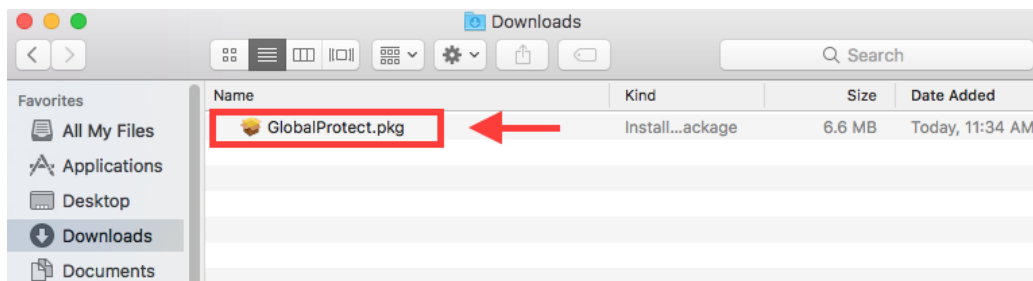 Downloads
Search
Favorites
All My Files
Applications
Desktop
Downloads
Documents
Name Kind Size Date Added
GlobalProtect.pkg Install...ackage 6.6 MB Today, 11:34 AM